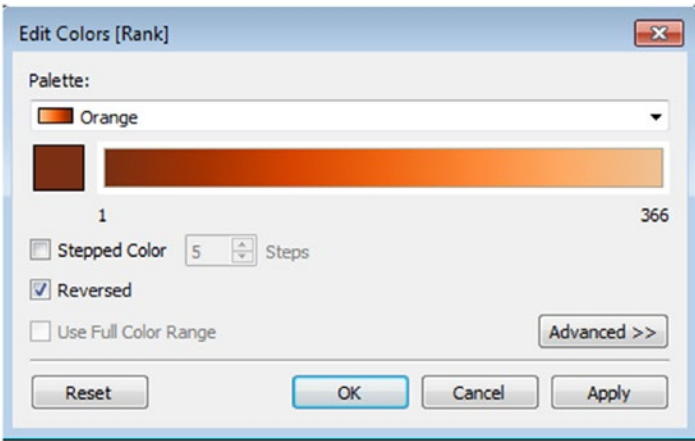 Edit Colors [Rank]
Palette:
Orange
1 366
Stepped Color 5 Steps
Reversed
Use Full Color Range Advanced >>
Reset OK Cancel Apply